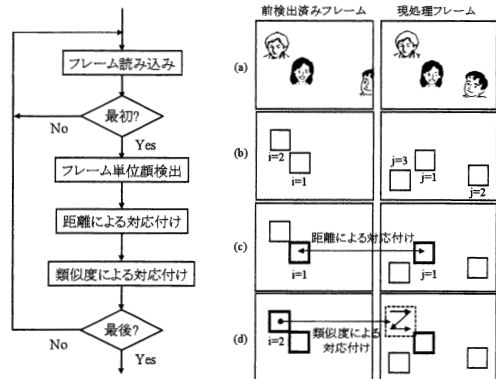 フレーム読み込み
最初?
No
Yes
フレーム単位顔検出
距離による対応付け
類似度による対応付け
最後?
No
Yes
前検出済みフレーム
現処理フレーム
(a)
(b)
i=2
i=1
j=3
j=1
j=2
(c)
距離による対応付け
i=1
j=1
(d)
i=2
類似度による
対応付け